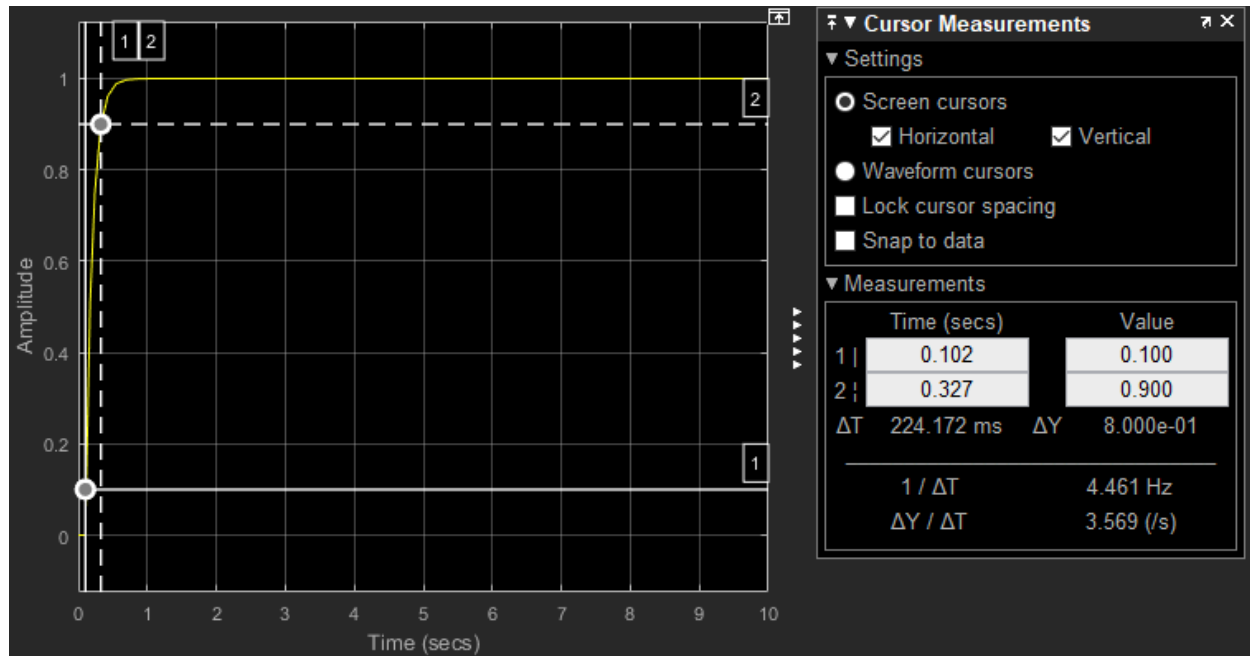 1 2
1
0.8
0.6
0.4
0.2
0
2
1
Amplitude
0 1 2 3 4 5 6 7 8 9 10
Time (secs)
Cursor Measurements
Settings
Screen cursors
Horizontal Vertical
Waveform cursors
Lock cursor spacing
Snap to data
Measurements
Time (secs) Value
1 | 0.102 0.100
2 ¦ 0.327 0.900
ΔT 224.172 ms ΔY 8.000e-01
1 / ΔT 4.461 Hz
ΔY / ΔT 3.569 (/s)